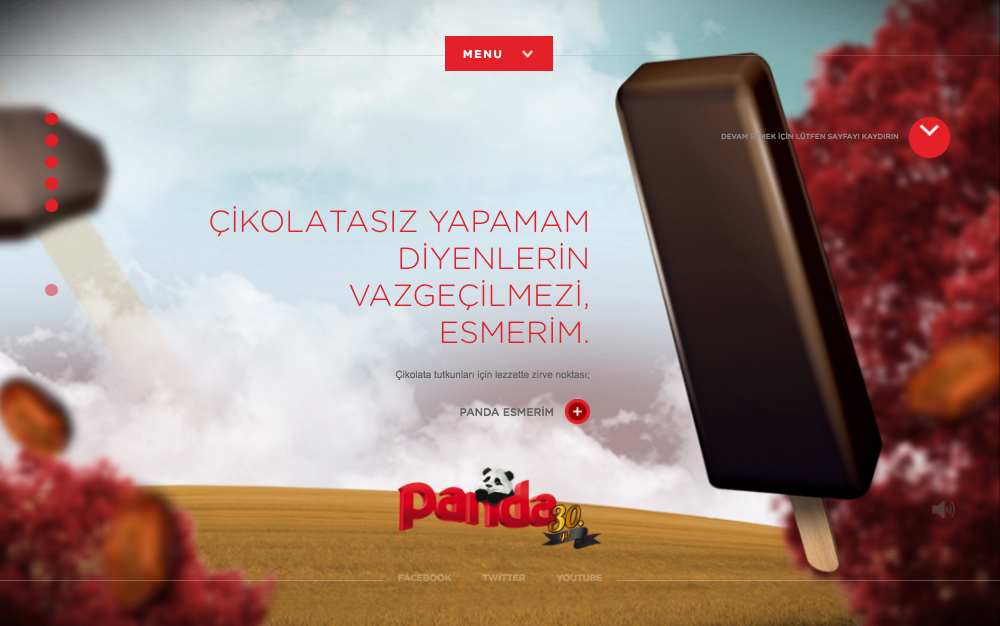 MENU
DEVAM ETMEK İÇİN LÜTFEN SAYFAYI KAYDIRIN
ÇİKOLATASIZ YAPAMAM
DİYENLERİN
VAZGEÇİLMEZİ,
ESMERİM.
Çikolata tutkunları için lezzette zirve noktası;
PANDA ESMERİM
panda
30.
yıl
FACEBOOK TWITTER YOUTUBE